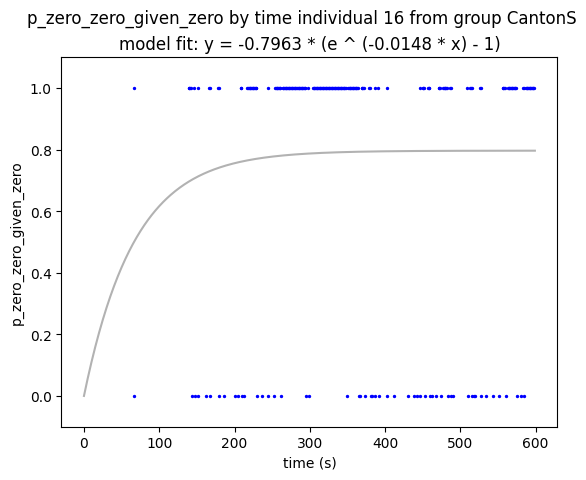 p_zero_zero_given_zero by time individual 16 from group CantonS
model fit: y = -0.7963 * (e ^ (-0.0148 * x) - 1)
1.0
0.8
0.6
0.4
0.2
0.0
p_zero_zero_given_zero
0 100 200 300 400 500 600
time (s)